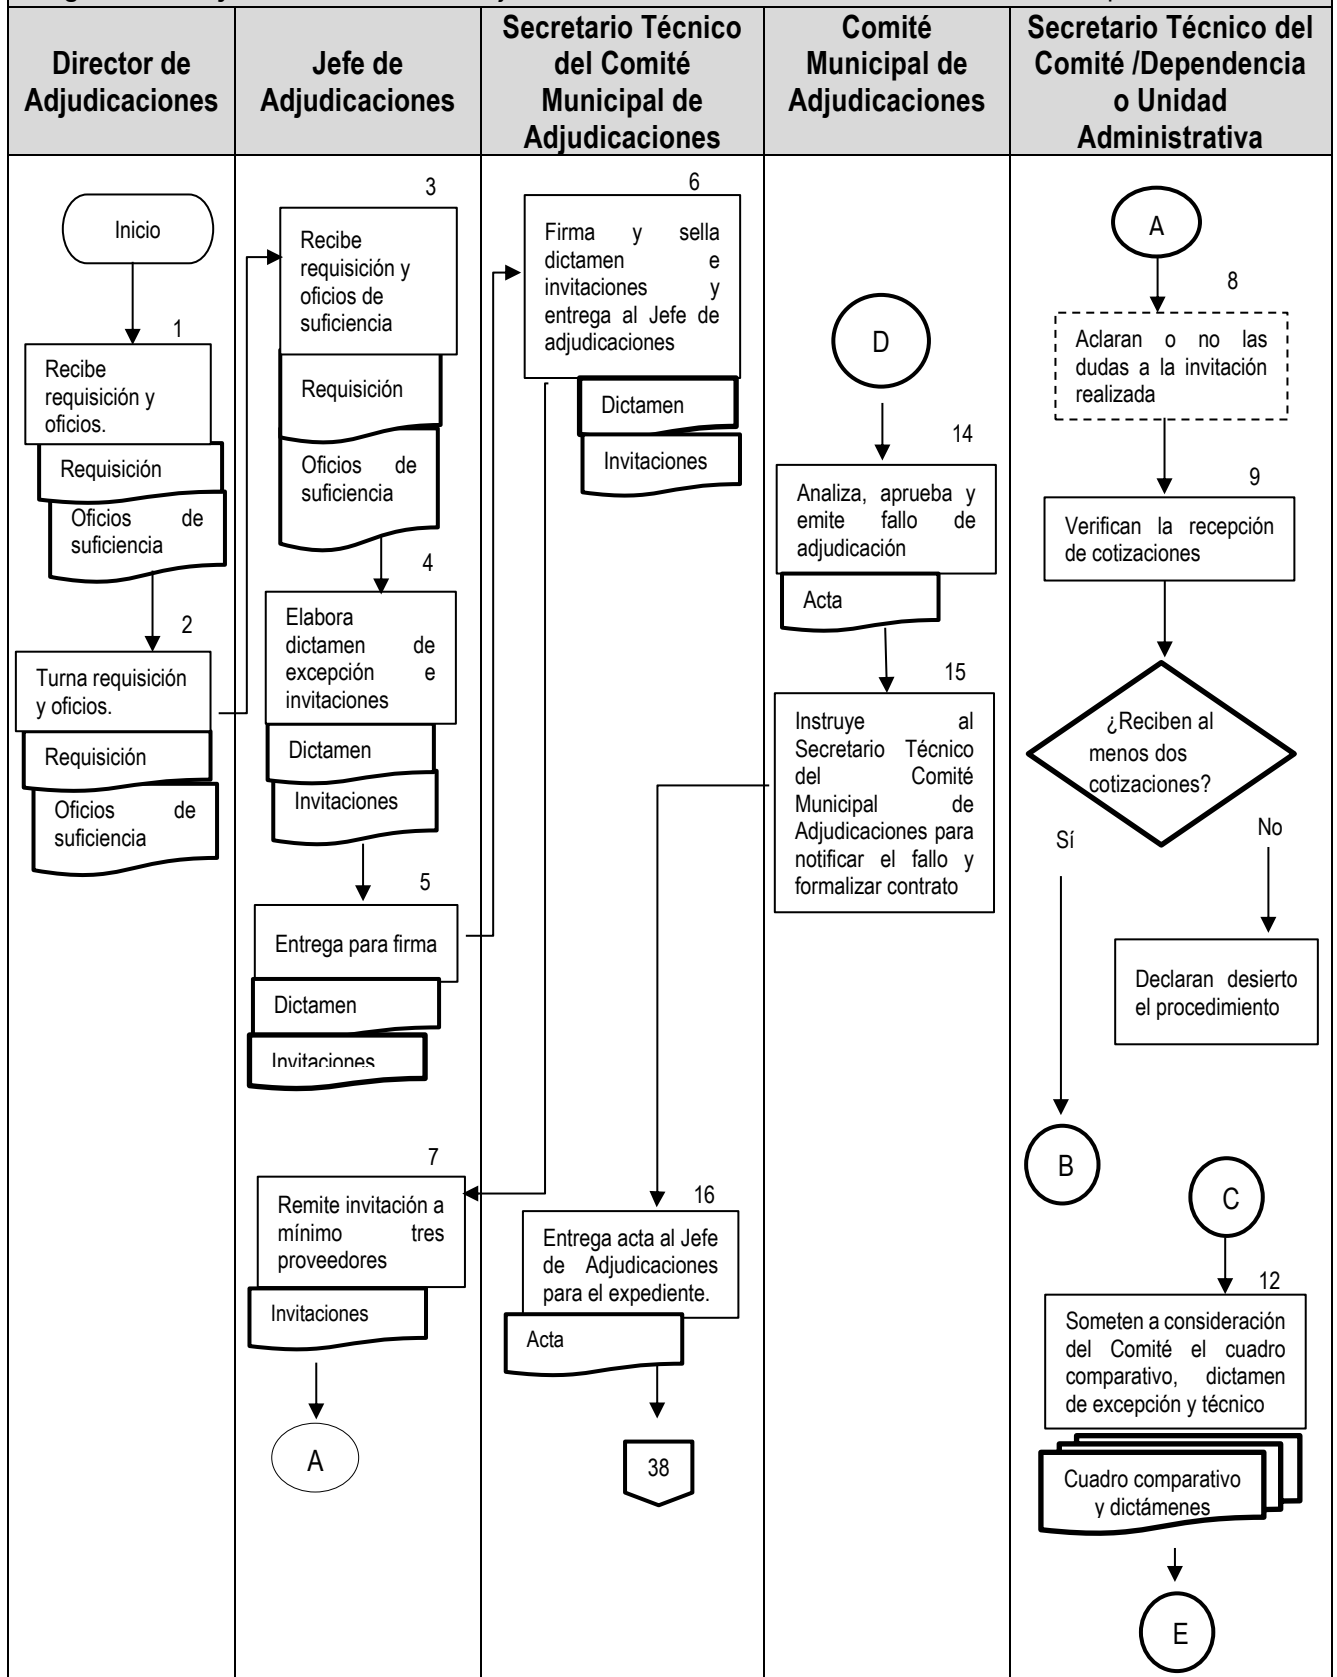 Director de
Adjudicaciones
Jefe de
Adjudicaciones
Secretario Técnico
del Comité
Municipal de
Adjudicaciones
Comité
Municipal de
Adjudicaciones
Secretario Técnico del
Comité /Dependencia
o Unidad
Administrativa
Inicio
1
Recibe
requisición y
oficios.
Requisición
Oficios de
suficiencia
2
Turna requisición
y oficios.
Requisición
Oficios de
suficiencia
3
Recibe
requisición y
oficios de
suficiencia
Requisición
Oficios de
suficiencia
4
Elabora
dictamen de
excepción e
invitaciones
Dictamen
Invitaciones
5
Entrega para firma
Dictamen
Invitaciones
7
Remite invitación a
mínimo tres
proveedores
Invitaciones
A
6
Firma y sella
dictamen e
invitaciones y
entrega al Jefe de
adjudicaciones
Dictamen
Invitaciones
16
Entrega acta al Jefe
de Adjudicaciones
para el expediente.
Acta
38
D
14
Analiza, aprueba y
emite fallo de
adjudicación
Acta
15
Instruye al
Secretario Técnico
del Comité
Municipal de
Adjudicaciones para
notificar el fallo y
formalizar contrato
A
8
Aclaran o no las
dudas a la invitación
realizada
9
Verifican la recepción
de cotizaciones
¿Reciben al
menos dos
cotizaciones?
Sí
No
Declaran desierto
el procedimiento
B
C
12
Someten a consideración
del Comité el cuadro
comparativo, dictamen
de excepción y técnico
Cuadro comparativo
y dictámenes
E